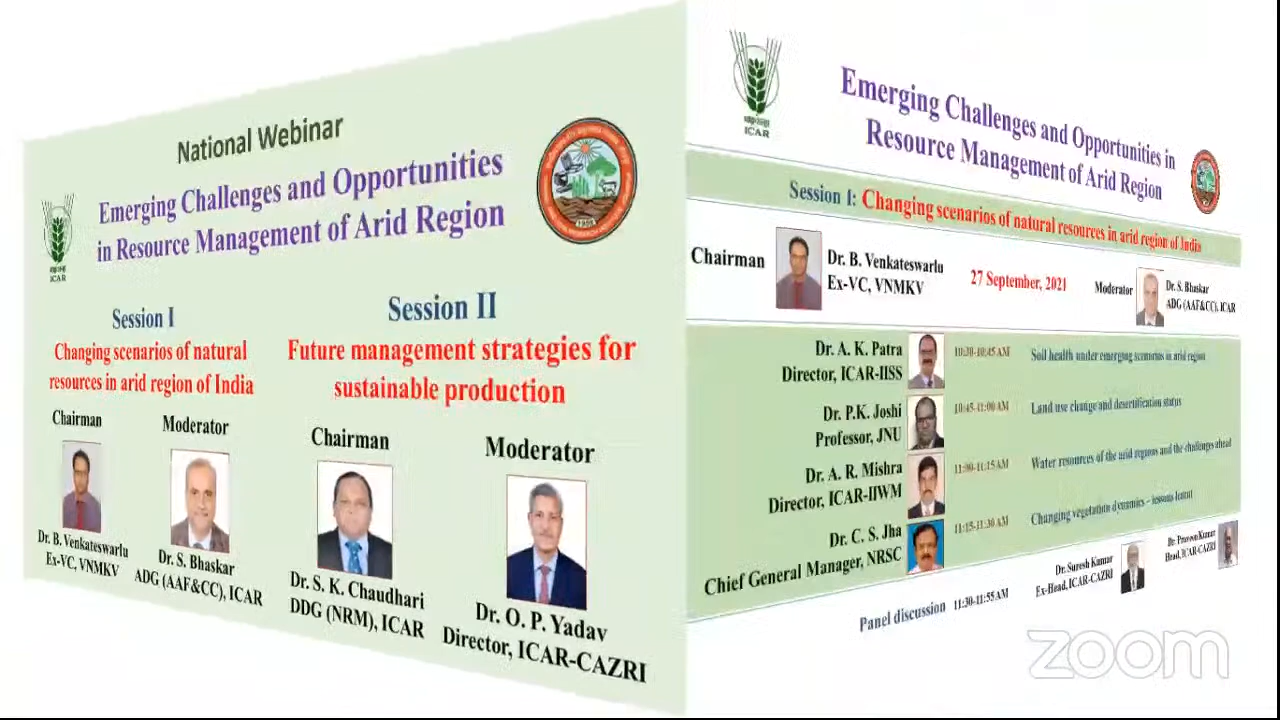 National Webinar
Emerging Challenges and Opportunities
in Resource Management of Arid Region
ICAR
1959
Session I
Changing scenarios of natural
resources in arid region of India
Chairman
Dr. B. Venkateswarlu
Ex-VC, VNMKV
Moderator
Dr. S. Bhaskar
ADG (AAF&CC), ICAR
Session II
Future management strategies for
sustainable production
Chairman
Dr. S. K. Chaudhari
DDG (NRM), ICAR
Moderator
Dr. O. P. Yadav
Director, ICAR-CAZRI
ICAR
Emerging Challenges and Opportunities in
Resource Management of Arid Region
Session I: Changing scenarios of natural resources in arid region of India
Chairman
Dr. B. Venkateswarlu
Ex-VC, VNMKV
27 September, 2021
Moderator
Dr. S. Bhaskar
ADG (AAF&CC), ICAR
Dr. A. K. Patra
Director, ICAR-IISS
10:30-10:45 AM
Soil health under emerging scenarios in arid region
Dr. P.K. Joshi
Professor, JNU
10:45-11:00 AM
Land use change and desertification status
Dr. A. R. Mishra
Director, ICAR-IIWM
11:00-11:15 AM
Water resources of the arid regions and the challenges ahead
Dr. C. S. Jha
Chief General Manager, NRSC
11:15-11:30 AM
Changing vegetation dynamics – lessons learnt
Panel discussion 11:30-11:55 AM
Dr. Suresh Kumar
Ex-Head, ICAR-CAZRI
Dr. Praveen Kumar
Head, ICAR-CAZRI
zoom